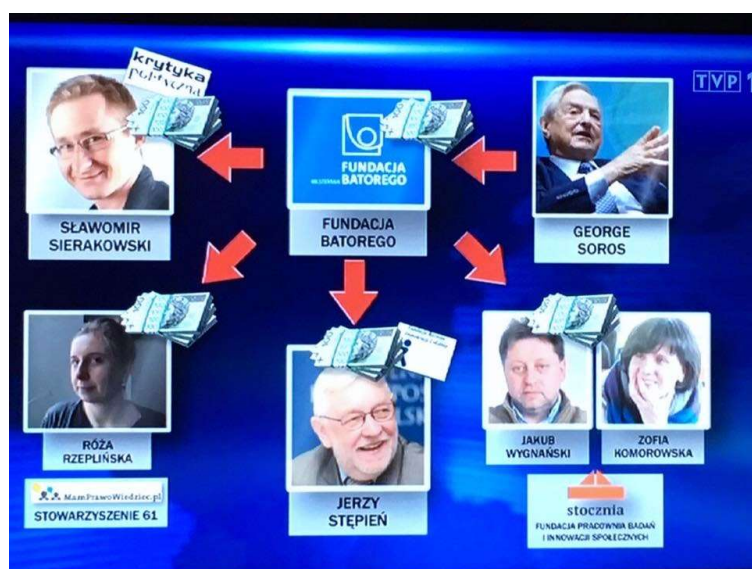 krytyka
polityczna
TVP 1
FUNDACJA
BATOREGO
SŁAWOMIR
SIERAKOWSKI
FUNDACJA
BATOREGO
GEORGE
SOROS
RÓŻA
RZEPLIŃSKA
MamPrawoWiedziec.pl
STOWARZYSZENIE 61
JERZY
STĘPIEŃ
JAKUB
WYGNAŃSKI
ZOFIA
KOMOROWSKA
stocznia
FUNDACJA PRACOWNIA BADAŃ
I INNOWACJI SPOŁECZNYCH